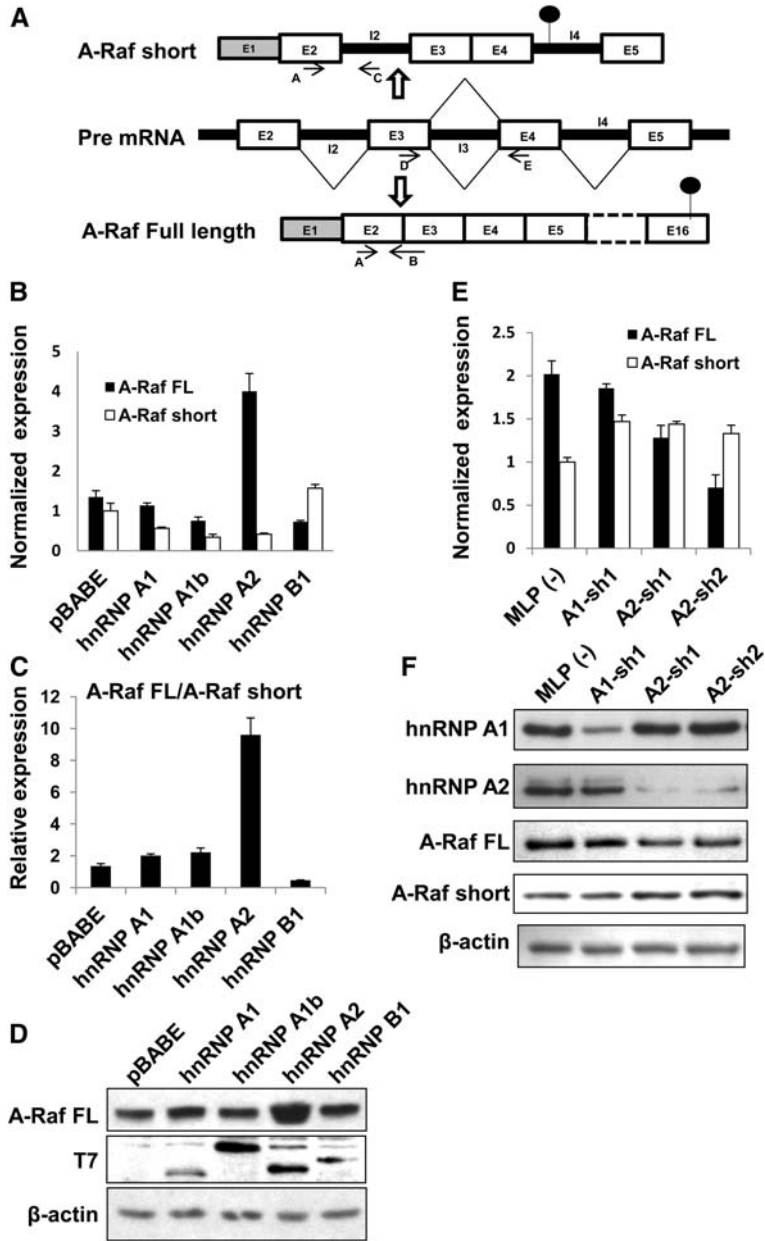 A
A-Raf short
E1 E2 I2 E3 E4 I4 E5
A C
Pre mRNA
E2 I2 E3 I3 E4 I4 E5
D E
A-Raf Full length
E1 E2 E3 E4 E5 E16
A B
B
Normalized expression
5
4
3
2
1
0
A-Raf FL
A-Raf short
pBABE
hnRNP A1
hnRNP A1b
hnRNP A2
hnRNP B1
C
A-Raf FL/A-Raf short
Relative expression
12
10
8
6
4
2
0
pBABE
hnRNP A1
hnRNP A1b
hnRNP A2
hnRNP B1
D
pBABE
hnRNP A1
hnRNP A1b
hnRNP A2
hnRNP B1
A-Raf FL
T7
β-actin
E
Normalized expression
2.5
2
1.5
1
0.5
0
A-Raf FL
A-Raf short
MLP (-)
A1-sh1
A2-sh1
A2-sh2
F
MLP (-)
A1-sh1
A2-sh1
A2-sh2
hnRNP A1
hnRNP A2
A-Raf FL
A-Raf short
β-actin